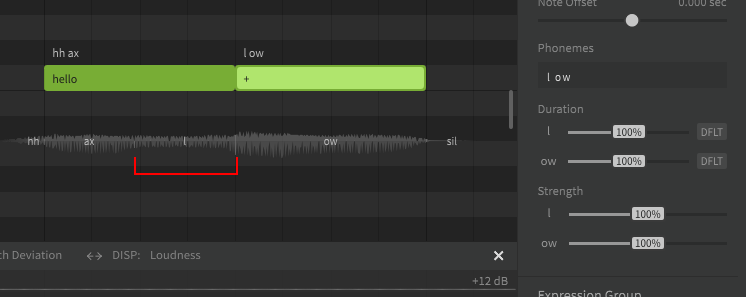 Note Offset 0.000 sec
hh ax l ow
Phonemes
hello + l ow
Duration
l 100% DFLT
hh ax l ow sil
ow 100% DFLT
Strength
l 100%
ow 100%
ch Deviation DISP: Loudness
+12 dB
Expression Group